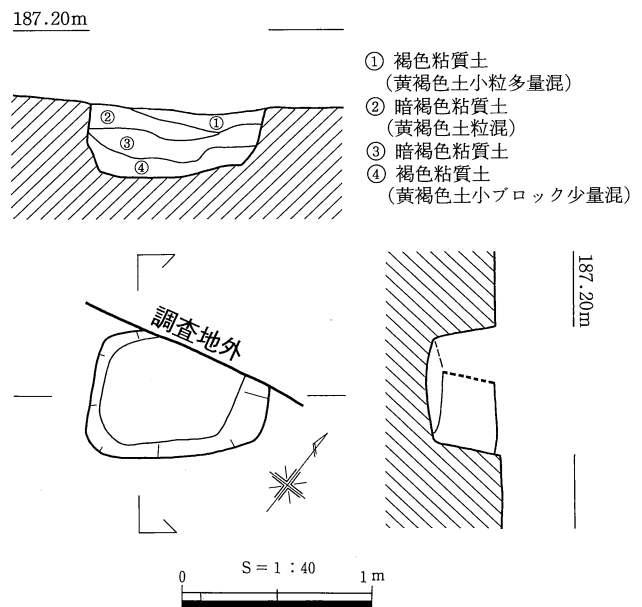 187.20m
① 褐色粘質土
(黄褐色土小粒多量混)
② 暗褐色粘質土
(黄褐色土粒混)
③ 暗褐色粘質土
④ 褐色粘質土
(黄褐色土小ブロック少量混)
②
①
③
④
調査地外
187.20m
S=1:40
0
1m